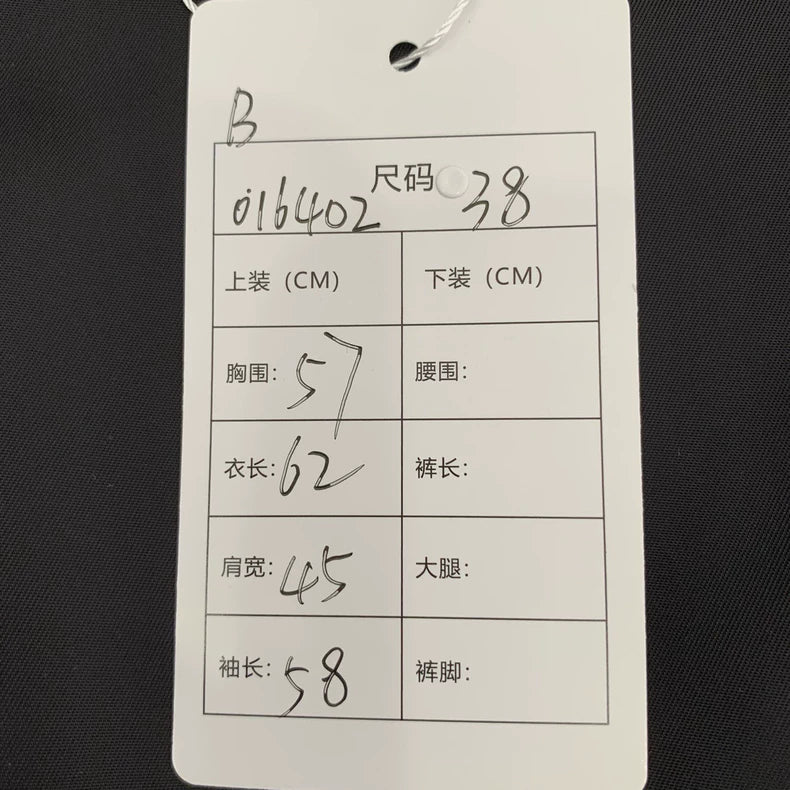 B
016402 尺码 38
上装（CM） 下装（CM）
胸围: 57 腰围:
衣长: 62 裤长:
肩宽: 45 大腿:
袖长: 58 裤脚: